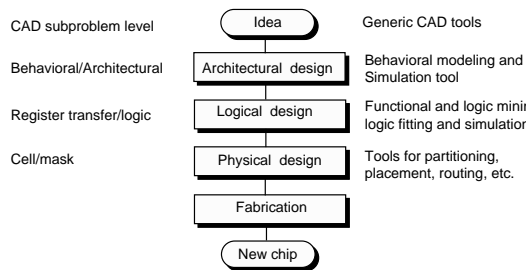 CAD subproblem level
Idea
Generic CAD tools
Behavioral/Architectural
Architectural design
Behavioral modeling and
Simulation tool
Register transfer/logic
Logical design
Functional and logic
logic fitting and simulation
Cell/mask
Physical design
Tools for partitioning,
placement, routing, etc.
Fabrication
New chip